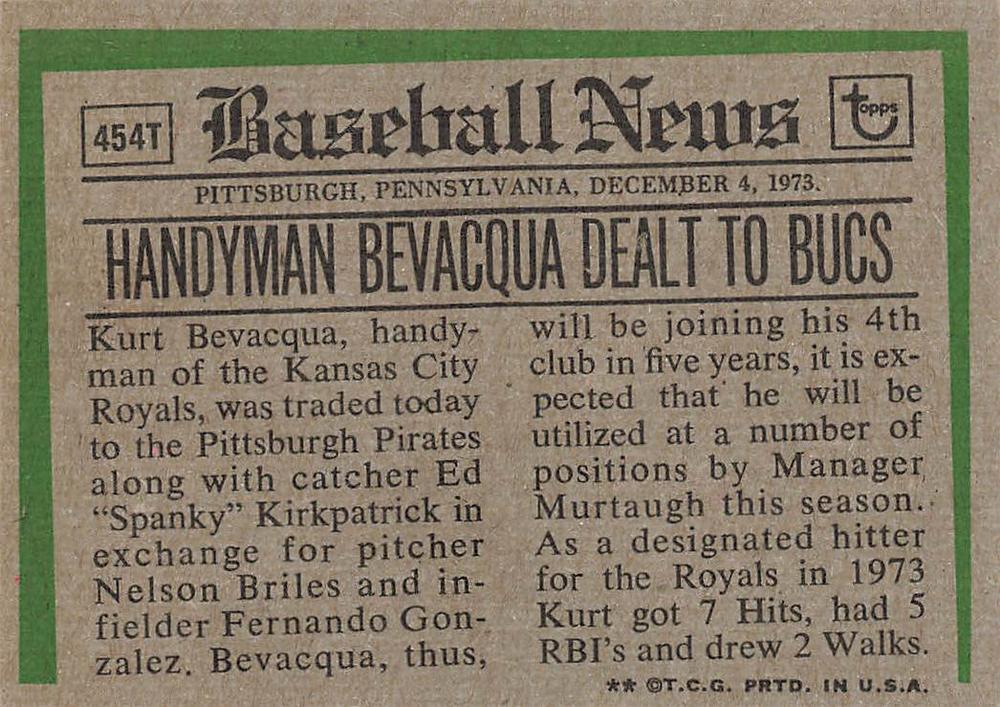 454T
Baseball News
topps
PITTSBURGH, PENNSYLVANIA, DECEMBER 4, 1973.
HANDYMAN BEVACQUA DEALT TO BUCS
Kurt Bevacqua, handy-
man of the Kansas City
Royals, was traded today
to the Pittsburgh Pirates
along with catcher Ed
“Spanky” Kirkpatrick in
exchange for pitcher
Nelson Briles and in-
fielder Fernando Gon-
zalez. Bevacqua, thus,
will be joining his 4th
club in five years, it is ex-
pected that he will be
utilized at a number of
positions by Manager
Murtaugh this season.
As a designated hitter
for the Royals in 1973
Kurt got 7 Hits, had 5
RBI's and drew 2 Walks.
** ©T.C.G. PRTD. IN U.S.A.